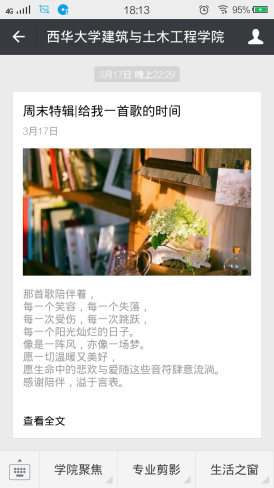 4G 18:13 95%
西华大学建筑与土木工程学院
3月17日 晚上22:29
周末特辑|给我一首歌的时间
3月17日
那首歌陪伴着，
每一个笑容，每一个失落，
每一次受伤，每一次跳跃，
每一个阳光灿烂的日子。
像是一阵风，亦像一场梦。
愿一切温暖又美好，
愿生命中的悲欢与爱随这些音符肆意流淌。
感谢陪伴，溢于言表。
查看全文
学院聚焦 专业剪影 生活之窗